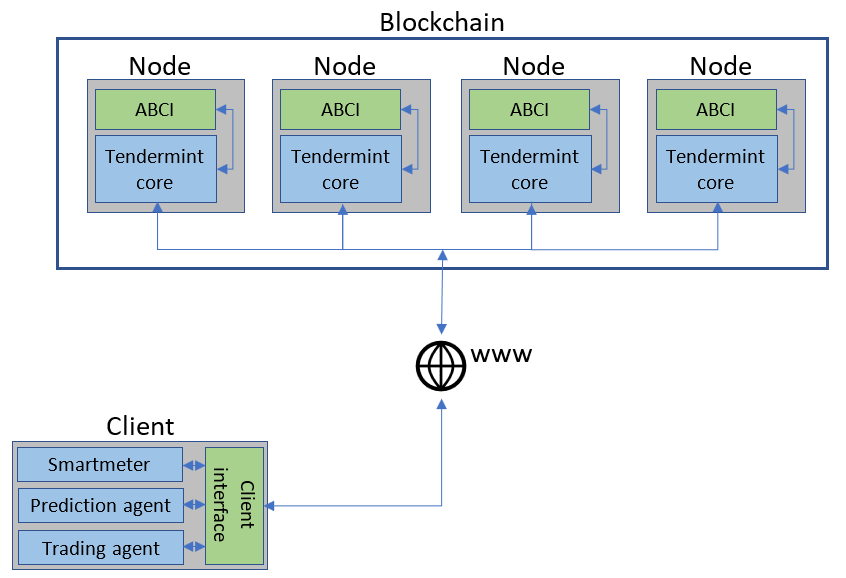 Blockchain
Node
Node
Node
Node
ABCI
ABCI
ABCI
ABCI
Tendermint
core
Tendermint
core
Tendermint
core
Tendermint
core
www
Client
Smartmeter
Prediction agent
Trading agent
Client
interface